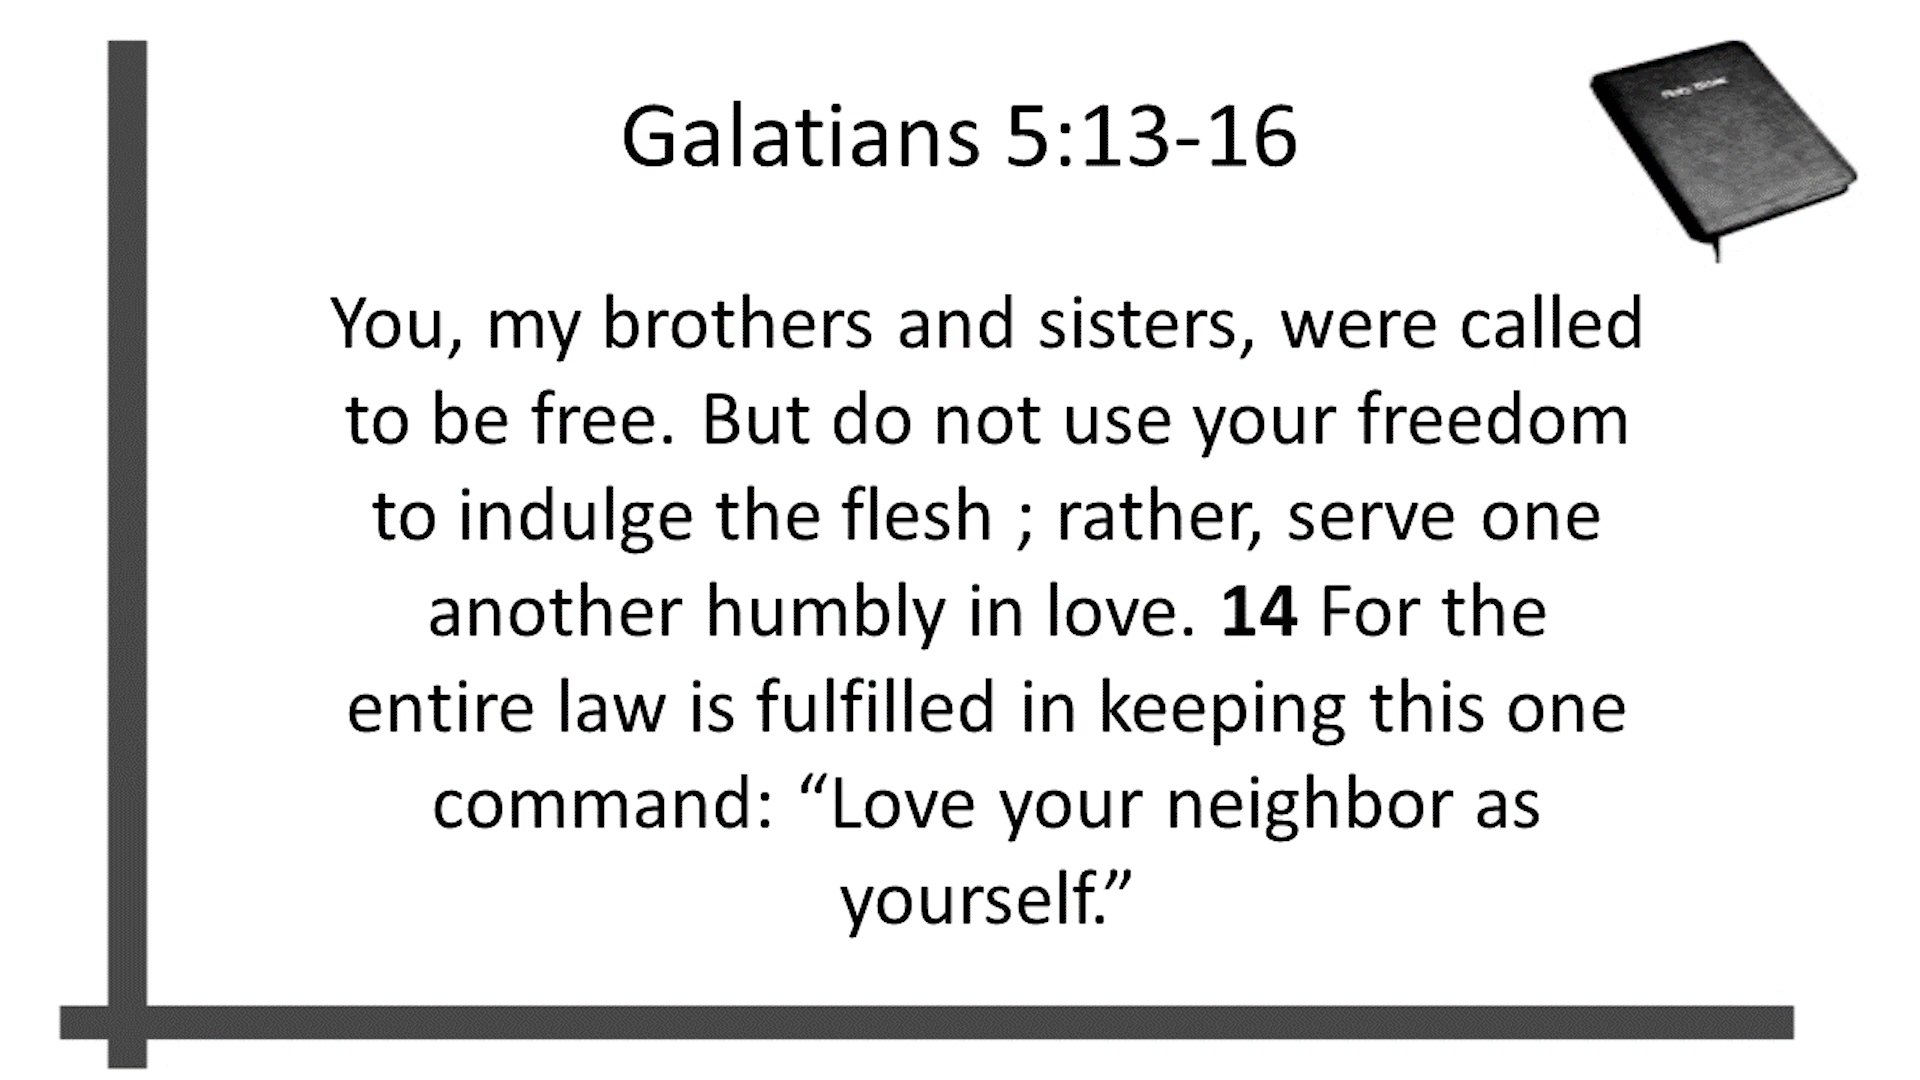 Holy Bible
Galatians 5:13-16
You, my brothers and sisters, were called
to be free. But do not use your freedom
to indulge the flesh ; rather, serve one
another humbly in love. 14 For the
entire law is fulfilled in keeping this one
command: “Love your neighbor as
yourself.”